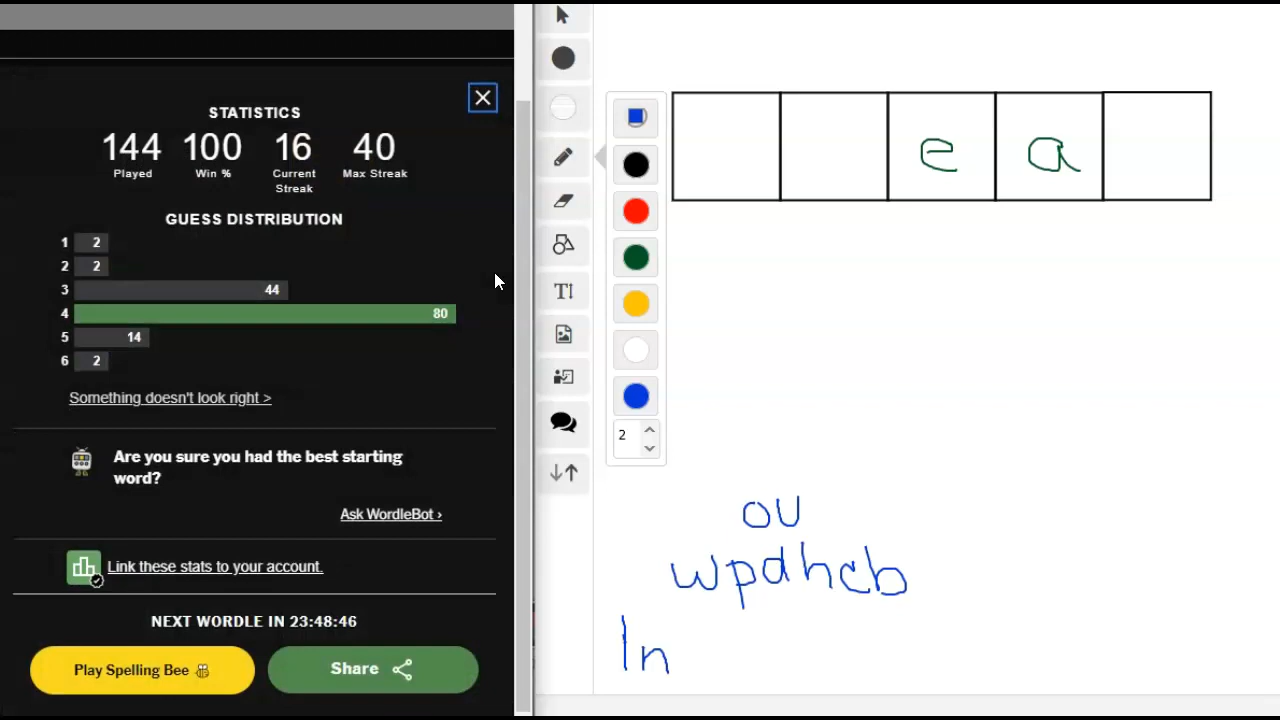 STATISTICS
144 100 16 40
Played Win % Current Streak Max Streak
GUESS DISTRIBUTION
1 2
2 2
3 44
4 80
5 14
6 2
Something doesn't look right >
Are you sure you had the best starting
word?
Ask WordleBot ›
Link these stats to your account.
NEXT WORDLE IN 23:48:46
Play Spelling Bee
Share
T
2
e a
ou
wpdhcb
ln